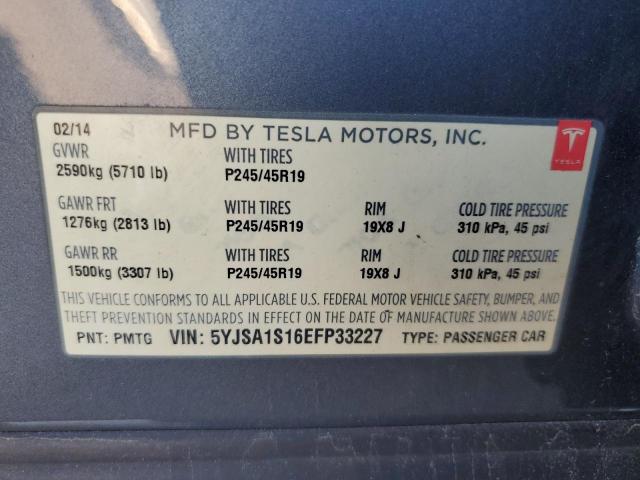 02/14 MFD BY TESLA MOTORS, INC.
TESLA
GVWR WITH TIRES
2590kg (5710 lb) P245/45R19
GAWR FRT WITH TIRES RIM COLD TIRE PRESSURE
1276kg (2813 lb) P245/45R19 19X8 J 310 kPa, 45 psi
GAWR RR WITH TIRES RIM COLD TIRE PRESSURE
1500kg (3307 lb) P245/45R19 19X8 J 310 kPa, 45 psi
THIS VEHICLE CONFORMS TO ALL APPLICABLE U.S. FEDERAL MOTOR VEHICLE SAFETY, BUMPER, AND
THEFT PREVENTION STANDARDS IN EFFECT ON THE DATE OF MANUFACTURE SHOWN ABOVE.
PNT: PMTG VIN: 5YJSA1S16EFP33227 TYPE: PASSENGER CAR